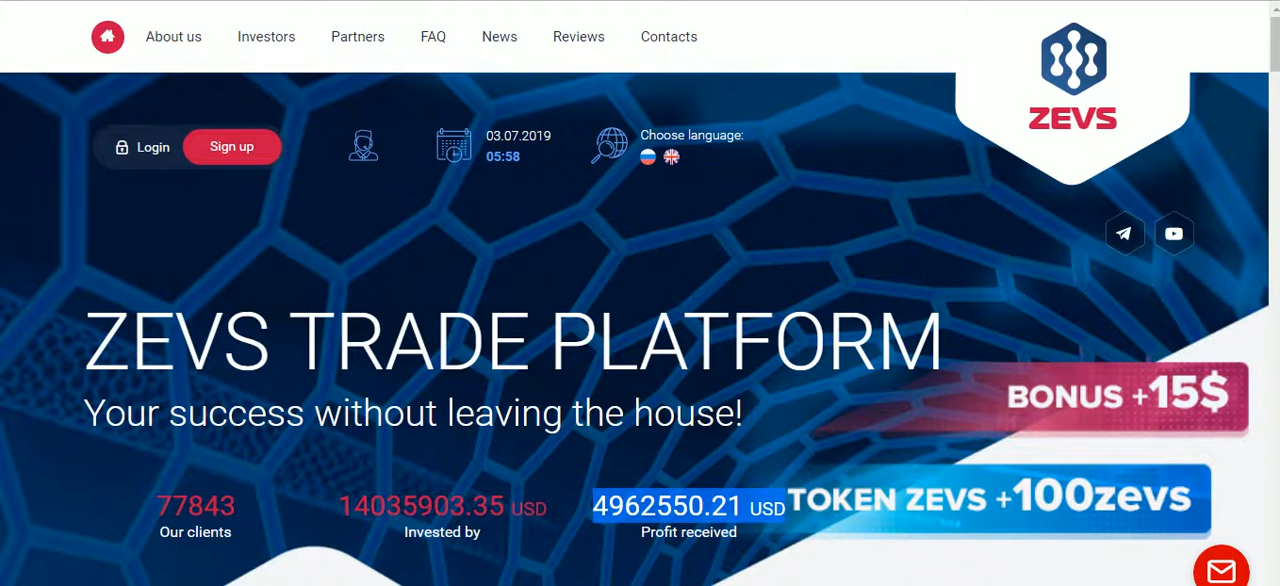 About us Investors Partners FAQ News Reviews Contacts
ZEVS
Login Sign up
03.07.2019
05:58
Choose language:
ZEVS TRADE PLATFORM
Your success without leaving the house!
BONUS +15$
TOKEN ZEVS +100zevs
77843 14035903.35 USD 4962550.21 USD
Our clients Invested by Profit received